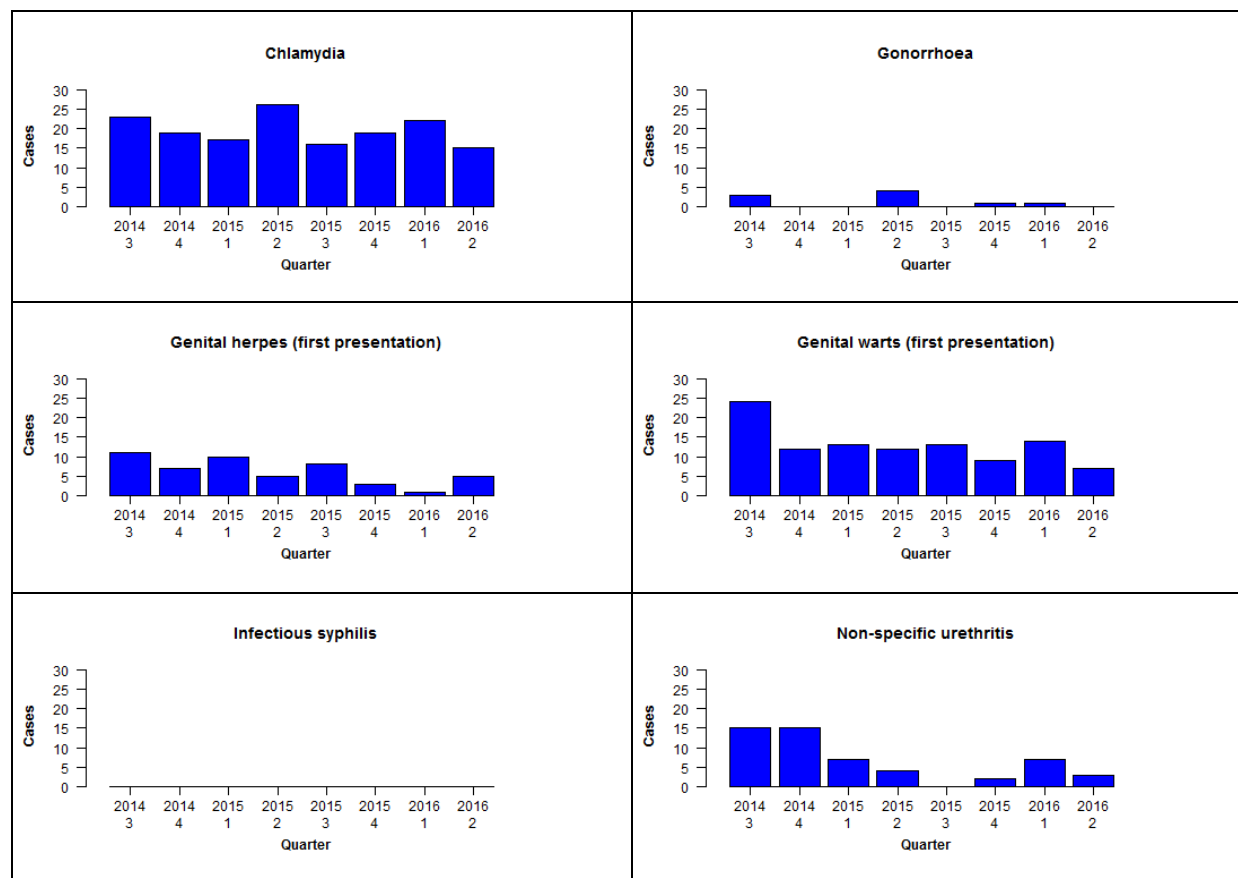 Chlamydia
30
25
20
15
10
5
0
Cases
2014 2014 2015 2015 2015 2015 2016 2016
3 4 1 2 3 4 1 2
Quarter
Gonorrhoea
30
25
20
15
10
5
0
Cases
2014 2014 2015 2015 2015 2015 2016 2016
3 4 1 2 3 4 1 2
Quarter
Genital herpes (first presentation)
30
25
20
15
10
5
0
Cases
2014 2014 2015 2015 2015 2015 2016 2016
3 4 1 2 3 4 1 2
Quarter
Genital warts (first presentation)
30
25
20
15
10
5
0
Cases
2014 2014 2015 2015 2015 2015 2016 2016
3 4 1 2 3 4 1 2
Quarter
Infectious syphilis
30
25
20
15
10
5
0
Cases
2014 2014 2015 2015 2015 2015 2016 2016
3 4 1 2 3 4 1 2
Quarter
Non-specific urethritis
30
25
20
15
10
5
0
Cases
2014 2014 2015 2015 2015 2015 2016 2016
3 4 1 2 3 4 1 2
Quarter